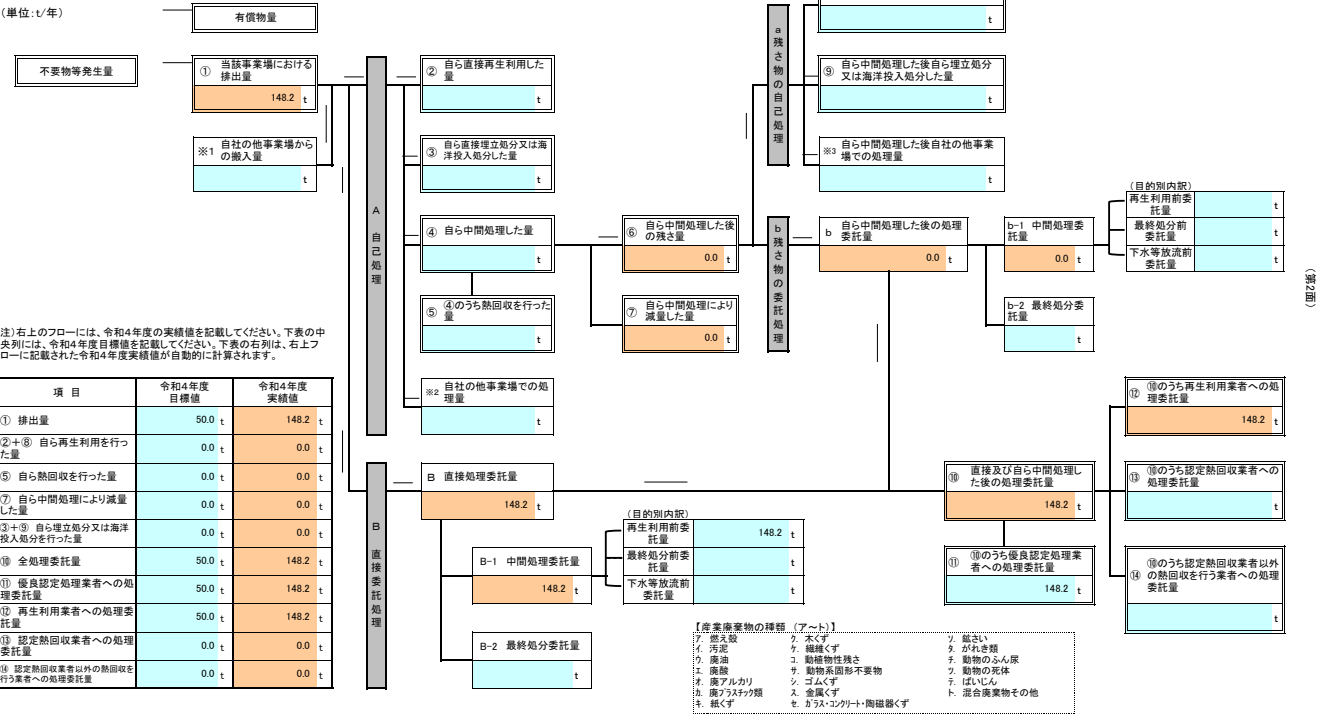 （単位：t/年）
有償物量
不要物等発生量
① 当該事業場における
排出量
148.2 t
※1 自社の他事業場から
の搬入量
t
A 自己処理
② 自ら直接再生利用した
量
t
③ 自ら直接埋立処分又は海
洋投入処分した量
t
④ 自ら中間処理した量
t
⑤ ④のうち熱回収を行った
量
t
※2 自社の他事業場での処
理量
t
⑥ 自ら中間処理した後
の残さ量
0.0 t
⑦ 自ら中間処理により
減量した量
0.0 t
a 残さ物の自己処理
t
⑨ 自ら中間処理した後自ら埋立処分
又は海洋投入処分した量
t
※3 自ら中間処理した後自社の他事業
場での処理量
t
b 残さ物の委託処理
b 自ら中間処理した後の処理
委託量
0.0 t
b-1 中間処理委
託量
0.0 t
b-2 最終処分委
託量
t
（目的別内訳）
再生利用前委
託量 t
最終処分前
委託量 t
下水等放流前
委託量 t
（第2面）
注）右上のフローには、令和4年度の実績値を記載してください。下表の中
央列には、令和4年度目標値を記載してください。下表の右列は、右上フ
ローに記載された令和4年度実績値が自動的に計算されます。
項 目 令和4年度 令和4年度
目標値 実績値
① 排出量 50.0 t 148.2 t
②＋⑧ 自ら再生利用を行っ
た量 0.0 t 0.0 t
⑤ 自ら熱回収を行った量 0.0 t 0.0 t
⑦ 自ら中間処理により減量
した量 0.0 t 0.0 t
③＋⑨ 自ら埋立処分又は海洋
投入処分を行った量 0.0 t 0.0 t
⑩ 全処理委託量 50.0 t 148.2 t
⑪ 優良認定処理業者への処
理委託量 50.0 t 148.2 t
⑫ 再生利用業者への処理委
託量 50.0 t 148.2 t
⑬ 認定熱回収業者への処理
委託量 0.0 t 0.0 t
⑭ 認定熱回収業者以外の熱回収を
行う業者への処理委託量 0.0 t 0.0 t
B 直接委託処理
B 直接処理委託量
148.2 t
B-1 中間処理委託量
148.2 t
B-2 最終処分委託量
t
（目的別内訳）
再生利用前委
託量 148.2 t
最終処分前委
託量 t
下水等放流前
委託量 t
⑩ 直接及び自ら中間処理し
た後の処理委託量
148.2 t
⑪ ⑩のうち優良認定処理業
者への処理委託量
148.2 t
⑫ ⑩のうち再生利用業者への処
理委託量
148.2 t
⑬ ⑩のうち認定熱回収業者への
処理委託量
t
⑭ ⑩のうち認定熱回収業者以外
の熱回収を行う業者への処理
委託量
t
【産業廃棄物の種類 （ア～ト）】
ア. 燃え殻 ク. 木くず ソ. 鉱さい
イ. 汚泥 ケ. 繊維くず タ. がれき類
ウ. 廃油 コ. 動植物性残さ チ. 動物のふん尿
エ. 廃酸 サ. 動物系固形不要物 ツ. 動物の死体
オ. 廃アルカリ シ. ゴムくず テ. ばいじん
カ. 廃プラスチック類 ス. 金属くず ト. 混合廃棄物その他
キ. 紙くず セ. ガラス・コンクリート・陶磁器くず